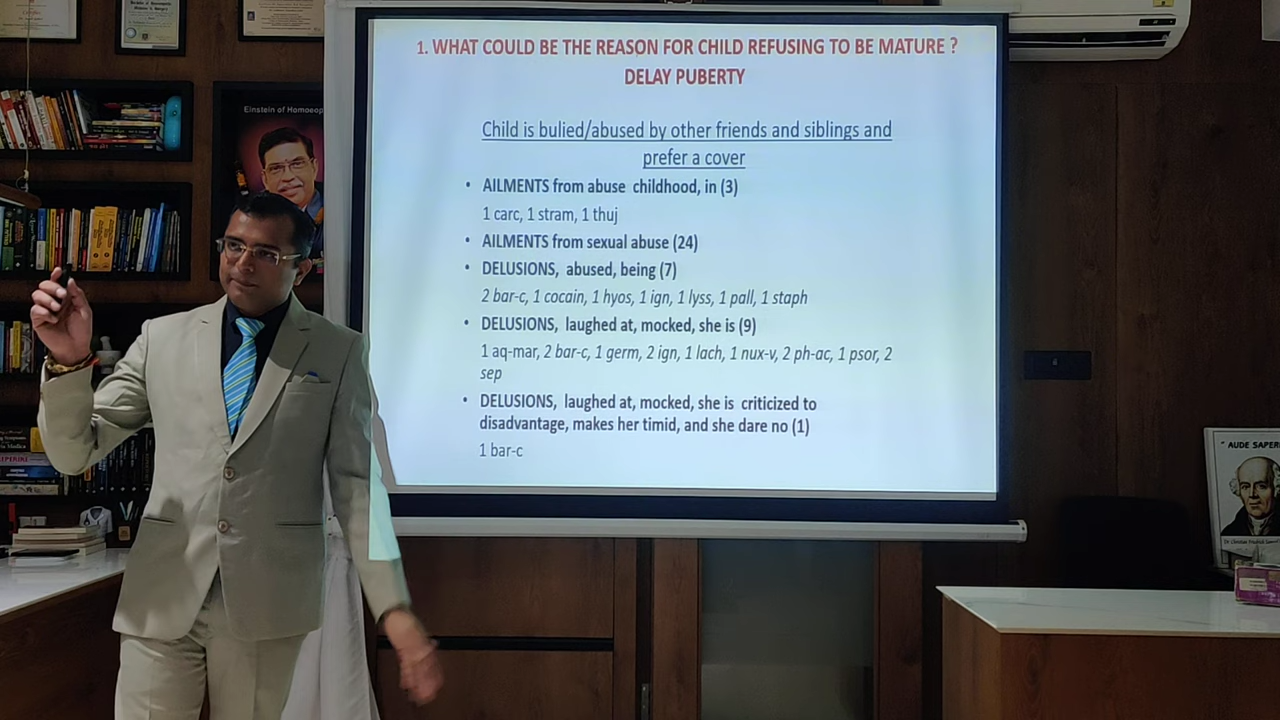 1. WHAT COULD BE THE REASON FOR CHILD REFUSING TO BE MATURE ?
DELAY PUBERTY
Child is bulied/abused by other friends and siblings and
prefer a cover
• AILMENTS from abuse childhood, in (3)
1 carc, 1 stram, 1 thuj
• AILMENTS from sexual abuse (24)
• DELUSIONS, abused, being (7)
2 bar-c, 1 cocain, 1 hyos, 1 ign, 1 lyss, 1 pall, 1 staph
• DELUSIONS, laughed at, mocked, she is (9)
1 aq-mar, 2 bar-c, 1 germ, 2 ign, 1 lach, 1 nux-v, 2 ph-ac, 1 psor, 2
sep
• DELUSIONS, laughed at, mocked, she is criticized to
disadvantage, makes her timid, and she dare no (1)
1 bar-c
Einstein of Homoeop
" AUDE SAPER